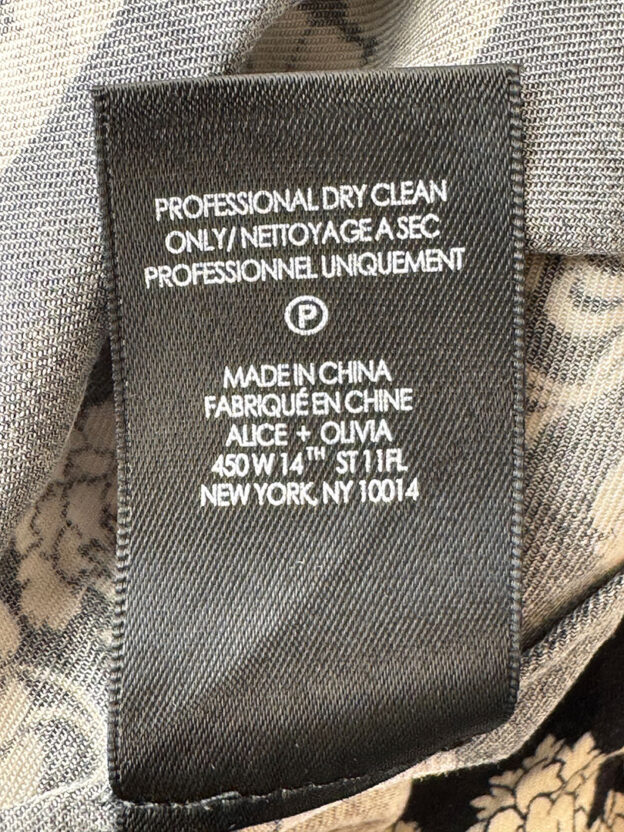 PROFESSIONAL DRY CLEAN
ONLY/ NETTOYAGE A SEC
PROFESSIONNEL UNIQUEMENT
P
MADE IN CHINA
FABRIQUÉ EN CHINE
ALICE + OLIVIA
450 W 14TH ST 11FL
NEW YORK, NY 10014